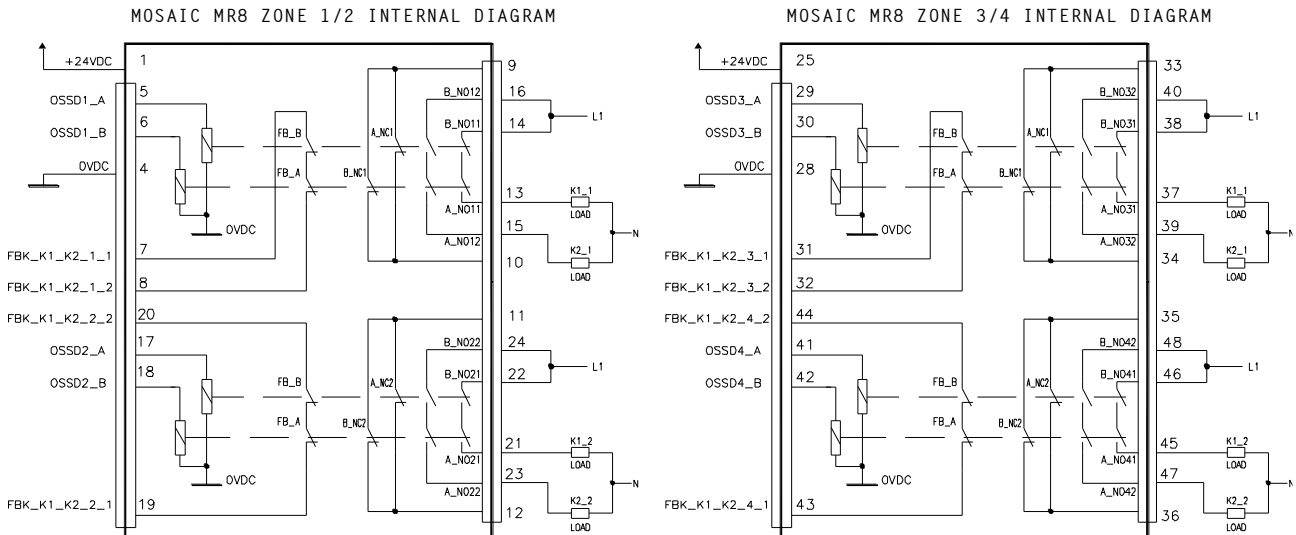 MOSAIC MR8 ZONE 1/2 INTERNAL DIAGRAM
+24VDC
1
9
5
OSSD1_A
B_NO12
16
6
OSSD1_B
B_NO11
14
L1
FB_B
A_NC1
0VDC
4
FB_A
B_NC1
13
K1_1
LOAD
A_NO11
15
N
0VDC
A_NO12
K2_1
LOAD
FBK_K1_K2_1_1
7
10
FBK_K1_K2_1_2
8
FBK_K1_K2_2_2
20
11
OSSD2_A
17
B_NO22
24
OSSD2_B
18
B_NO21
22
L1
FB_B
A_NC2
FB_A
B_NC2
21
K1_2
LOAD
A_NO21
23
N
0VDC
A_NO22
K2_2
LOAD
FBK_K1_K2_2_1
19
12
MOSAIC MR8 ZONE 3/4 INTERNAL DIAGRAM
+24VDC
25
33
29
OSSD3_A
B_NO32
40
30
OSSD3_B
B_NO31
38
L1
FB_B
A_NC1
0VDC
28
FB_A
B_NC1
37
K1_1
LOAD
A_NO31
39
N
0VDC
A_NO32
K2_1
LOAD
FBK_K1_K2_3_1
31
34
FBK_K1_K2_3_2
32
FBK_K1_K2_4_2
44
35
OSSD4_A
41
B_NO42
48
OSSD4_B
42
B_NO41
46
L1
FB_B
A_NC2
FB_A
B_NC2
45
K1_2
LOAD
A_NO41
47
N
0VDC
A_NO42
K2_2
LOAD
FBK_K1_K2_4_1
43
36